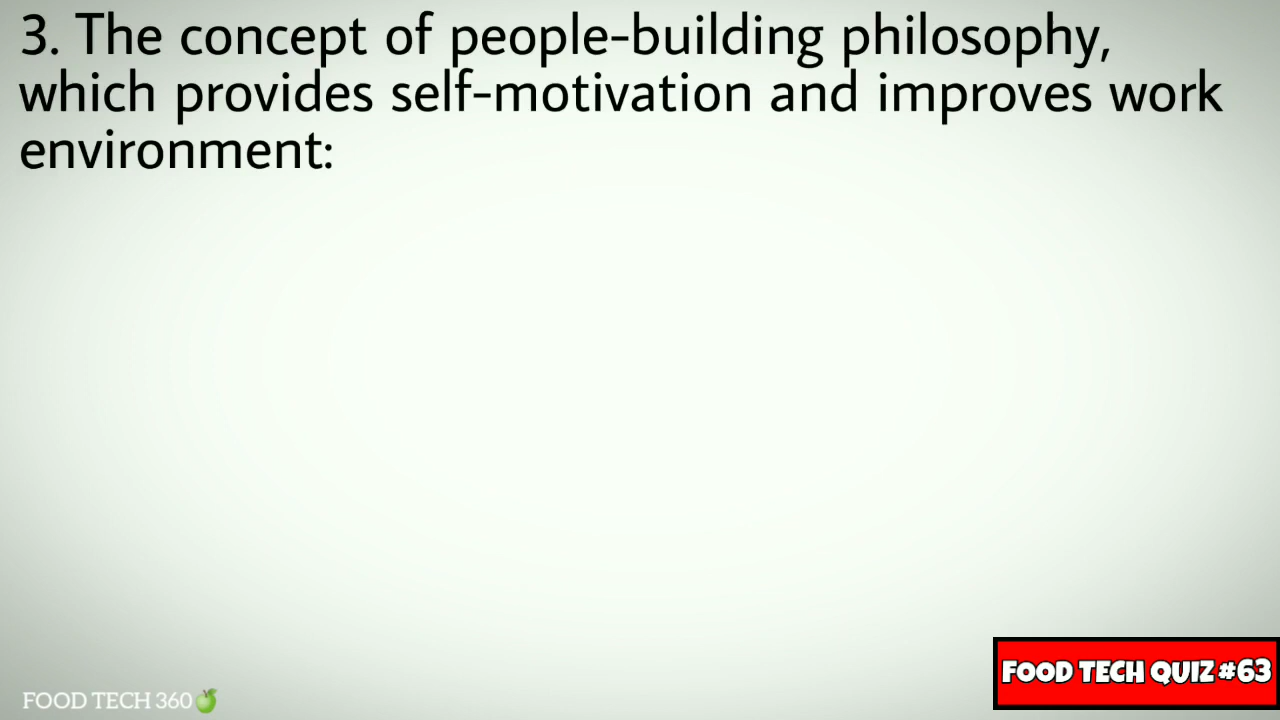 3. The concept of people-building philosophy,
which provides self-motivation and improves work
environment:
FOOD TECH 360
FOOD TECH QUIZ #63